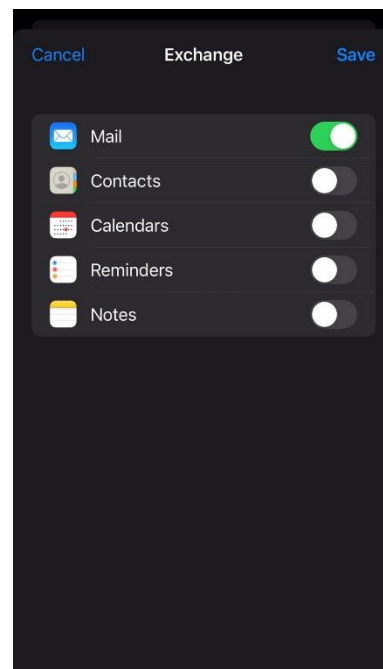 Cancel Exchange Save
Mail
Contacts
Calendars
Reminders
Notes